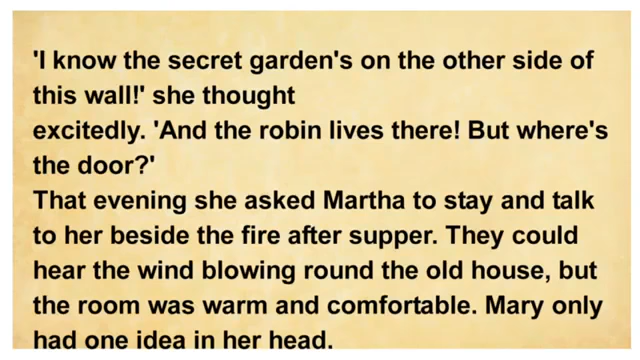 'I know the secret garden's on the other side of
this wall!' she thought
excitedly. 'And the robin lives there! But where's
the door?'
That evening she asked Martha to stay and talk
to her beside the fire after supper. They could
hear the wind blowing round the old house, but
the room was warm and comfortable. Mary only
had one idea in her head.